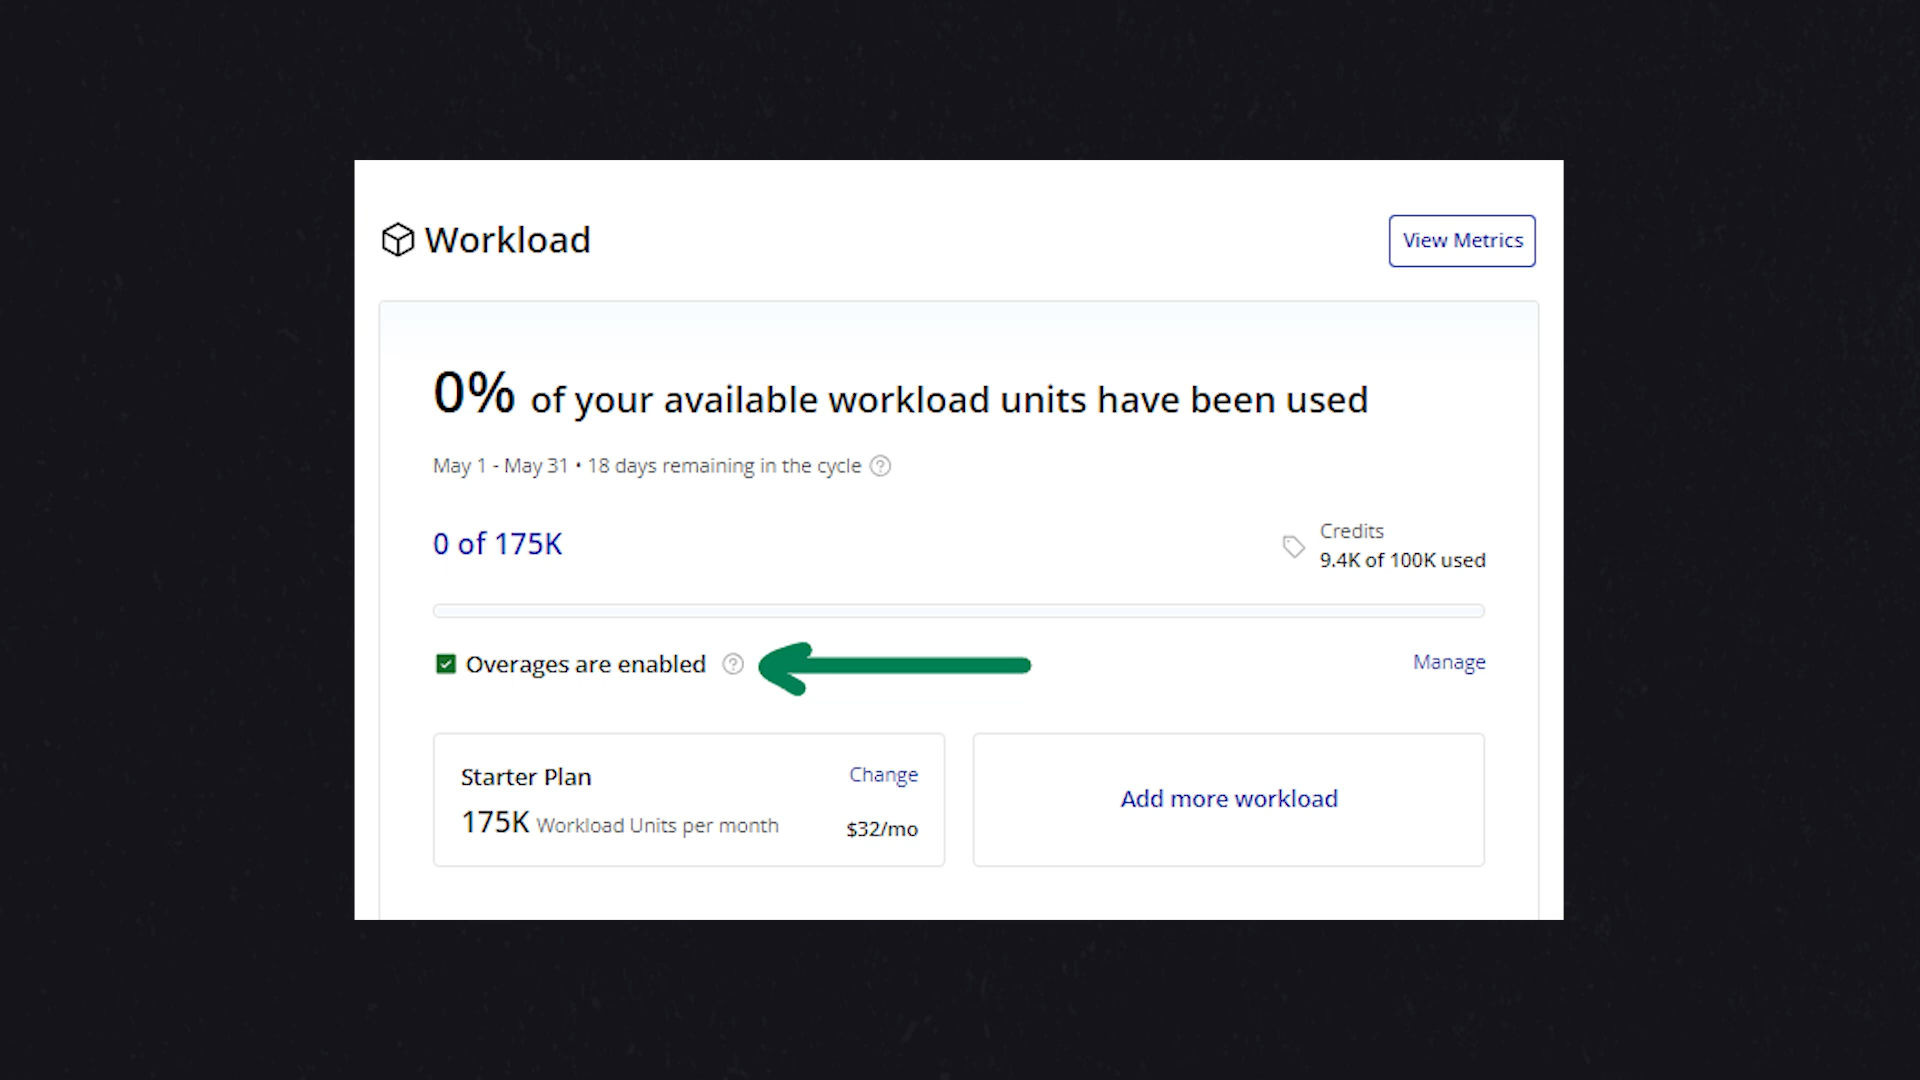 Workload
View Metrics
0% of your available workload units have been used
May 1 - May 31 • 18 days remaining in the cycle ?
0 of 175K
Credits
9.4K of 100K used
Overages are enabled ?
Manage
Starter Plan
Change
175K Workload Units per month
$32/mo
Add more workload